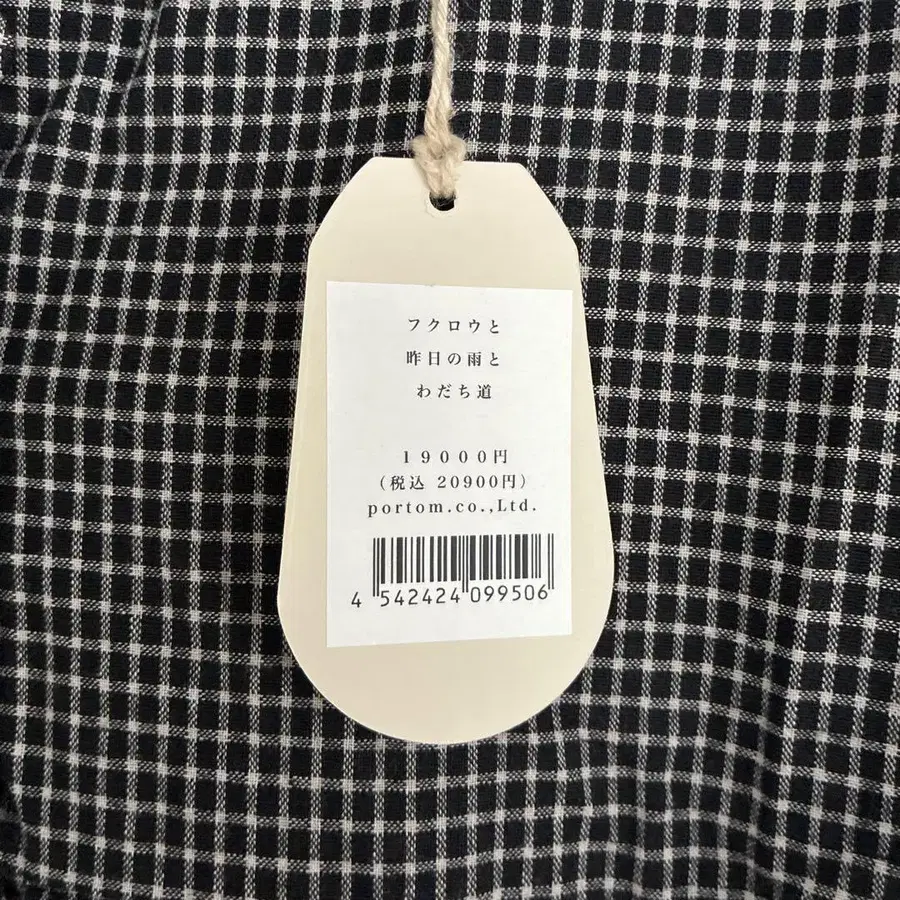 フクロウと
昨日の雨と
わだち道
１９０００円
(税込 20900円)
portom.co.,Ltd.
4 542424 099506